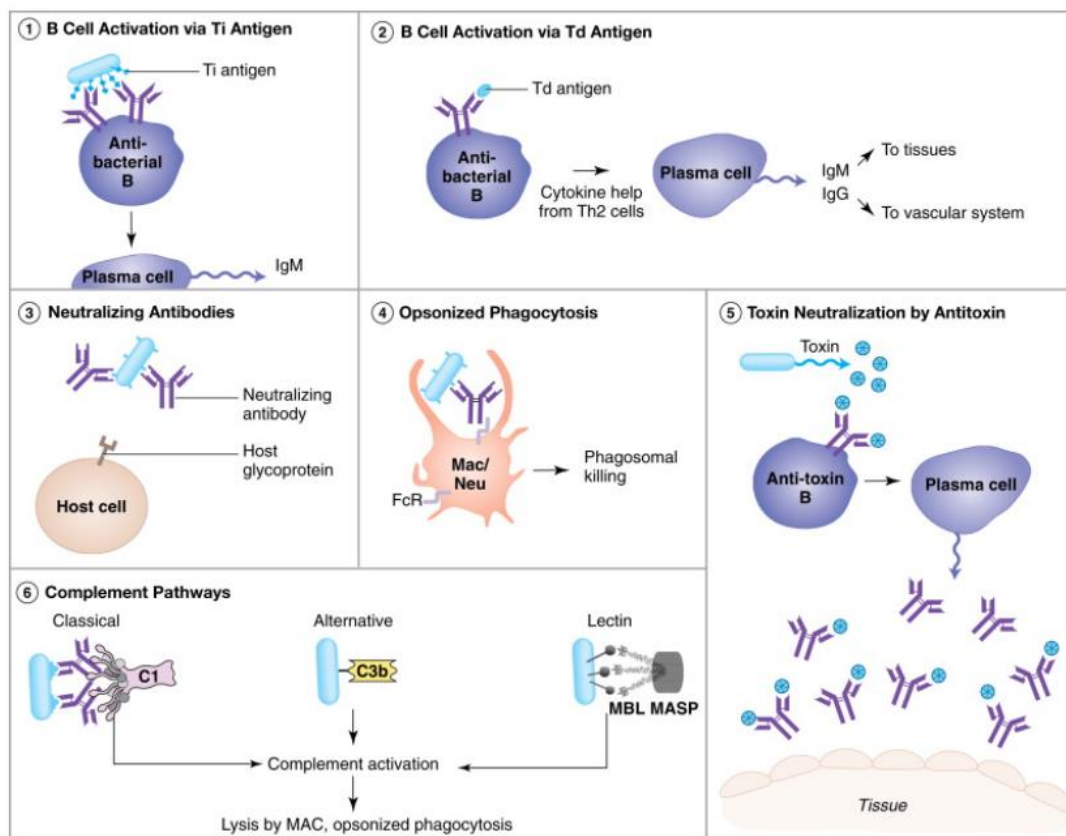 ① B Cell Activation via Ti Antigen
Ti antigen
Anti-
bacterial
B
Plasma cell
IgM
② B Cell Activation via Td Antigen
Td antigen
Anti-
bacterial
B
Cytokine help
from Th2 cells
Plasma cell
IgM
IgG
To tissues
To vascular system
③ Neutralizing Antibodies
Neutralizing
antibody
Host
glycoprotein
Host cell
④ Opsonized Phagocytosis
Mac/
Neu
FcR
Phagosomal
killing
⑤ Toxin Neutralization by Antitoxin
Toxin
Anti-toxin
B
Plasma cell
Tissue
⑥ Complement Pathways
Classical
C1
Alternative
C3b
Lectin
MBL MASP
Complement activation
Lysis by MAC, opsonized phagocytosis